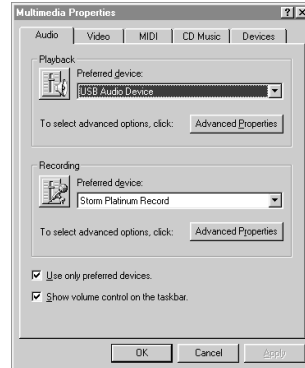 Multimedia Properties
Audio Video MIDI CD Music Devices
Playback
Preferred device:
USB Audio Device
To select advanced options, click: Advanced Properties
Recording
Preferred device:
Storm Platinum Record
To select advanced options, click: Advanced Properties
Use only preferred devices.
Show volume control on the taskbar.
OK Cancel Apply